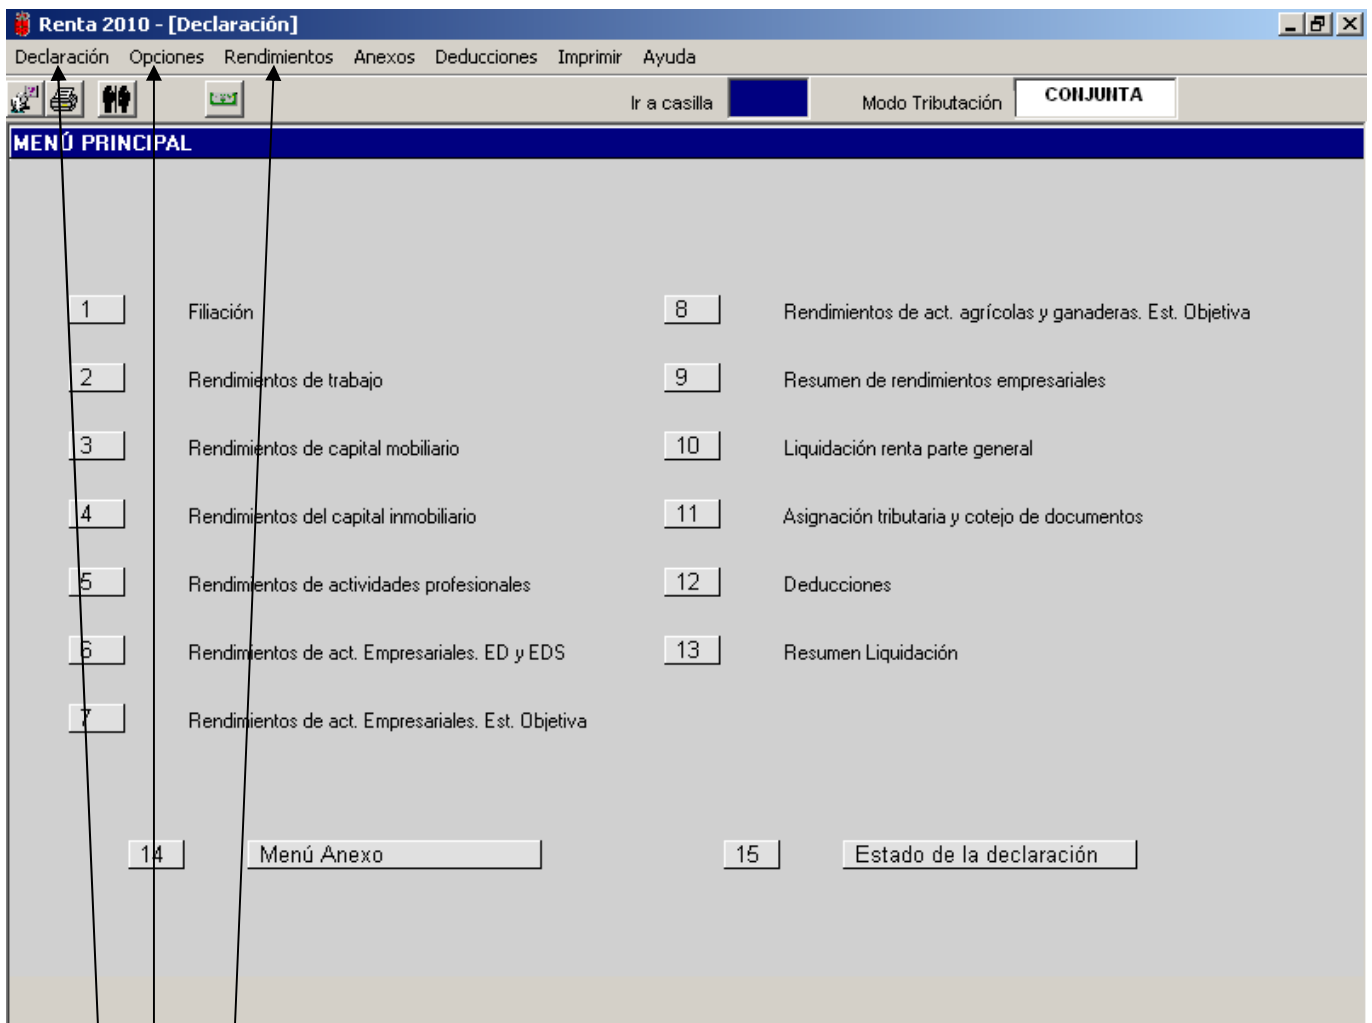 Renta 2010 - [Declaración]
Declaración Opciones Rendimientos Anexos Deducciones Imprimir Ayuda
Ir a casilla Modo Tributación CONJUNTA
MENÚ PRINCIPAL
1 Filiación
2 Rendimientos de trabajo
3 Rendimientos de capital mobiliario
4 Rendimientos del capital inmobiliario
5 Rendimientos de actividades profesionales
6 Rendimientos de act. Empresariales. ED y EDS
7 Rendimientos de act. Empresariales. Est. Objetiva
8 Rendimientos de act. agrícolas y ganaderas. Est. Objetiva
9 Resumen de rendimientos empresariales
10 Liquidación renta parte general
11 Asignación tributaria y cotejo de documentos
12 Deducciones
13 Resumen Liquidación
14 Menú Anexo
15 Estado de la declaración